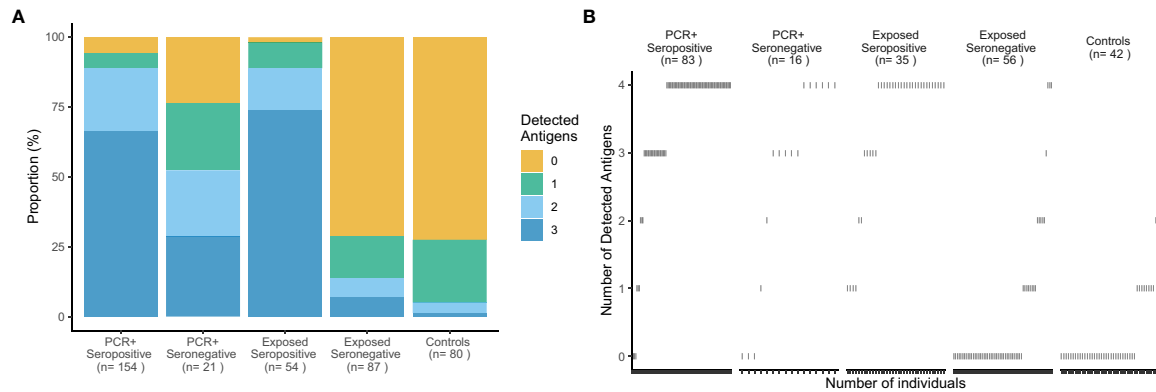 A
Proportion (%)
100
75
50
25
0
PCR+
Seropositive
(n= 154 )
PCR+
Seronegative
(n= 21 )
Exposed
Seropositive
(n= 54 )
Exposed
Seronegative
(n= 87 )
Controls
(n= 80 )
Detected
Antigens
0
1
2
3
B
PCR+
Seropositive
(n= 83 )
PCR+
Seronegative
(n= 16 )
Exposed
Seropositive
(n= 35 )
Exposed
Seronegative
(n= 56 )
Controls
(n= 42 )
Number of Detected Antigens
4
3
2
1
0
Number of individuals